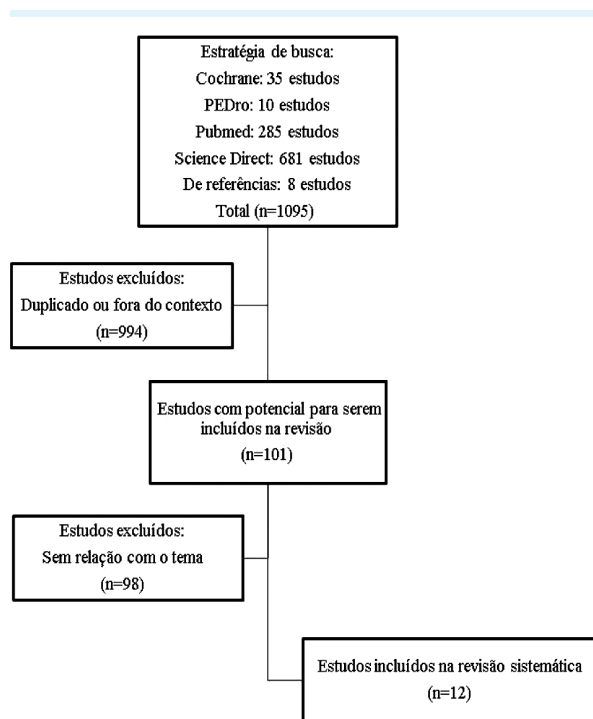 Estratégia de busca:
Cochrane: 35 estudos
PEDro: 10 estudos
Pubmed: 285 estudos
Science Direct: 681 estudos
De referências: 8 estudos
Total (n=1095)
Estudos excluídos:
Duplicado ou fora do contexto
(n=994)
Estudos com potencial para serem
incluídos na revisão
(n=101)
Estudos excluídos:
Sem relação com o tema
(n=98)
Estudos incluídos na revisão sistemática
(n=12)